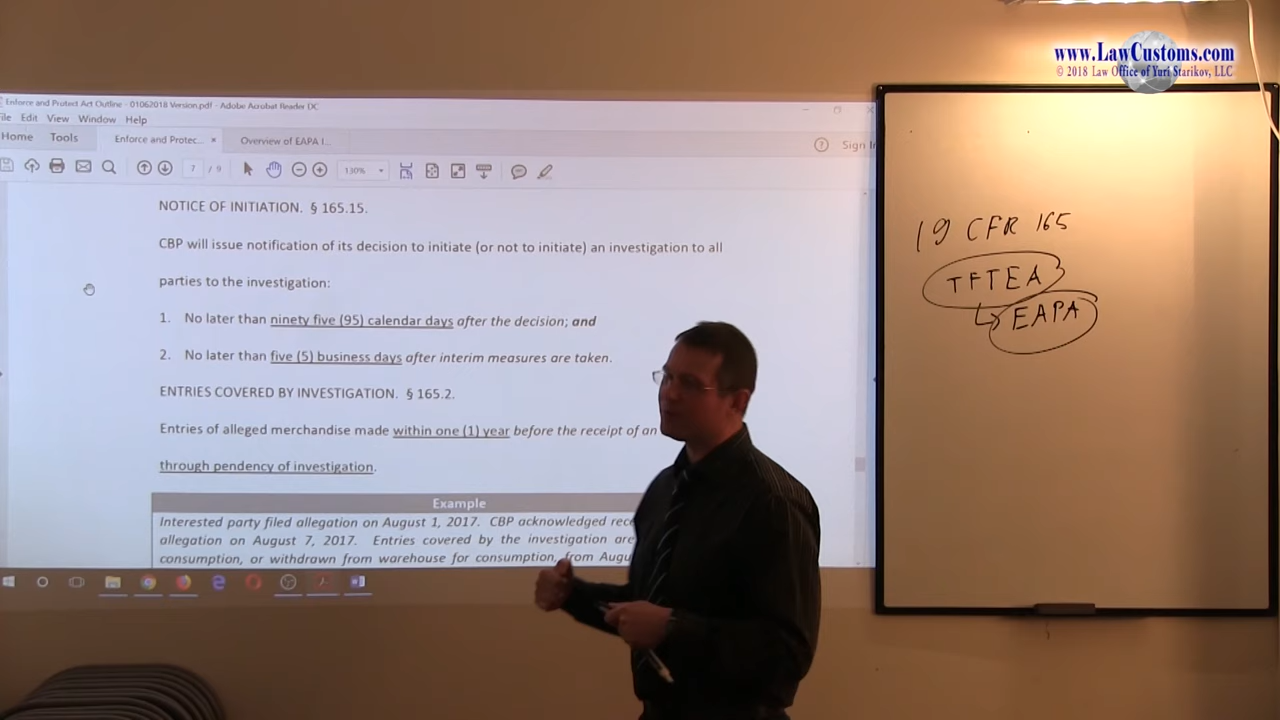 www.LawCustoms.com
© 2018 Law Office of Yuri Starikov, LLC
Enforce and Protect Act Outline - 01062018 Version.pdf - Adobe Acrobat Reader DC
File Edit View Window Help
Home Tools Enforce and Protec... × Overview of EAPA I... Sign In
7 / 9 130%
NOTICE OF INITIATION. § 165.15.
CBP will issue notification of its decision to initiate (or not to initiate) an investigation to all
parties to the investigation:
1. No later than ninety five (95) calendar days after the decision; and
2. No later than five (5) business days after interim measures are taken.
ENTRIES COVERED BY INVESTIGATION. § 165.2.
Entries of alleged merchandise made within one (1) year before the receipt of an
through pendency of investigation.
Example
Interested party filed allegation on August 1, 2017. CBP acknowledged rece
allegation on August 7, 2017. Entries covered by the investigation are
consumption, or withdrawn from warehouse for consumption, from Augu
19 CFR 165
TFTEA
EAPA